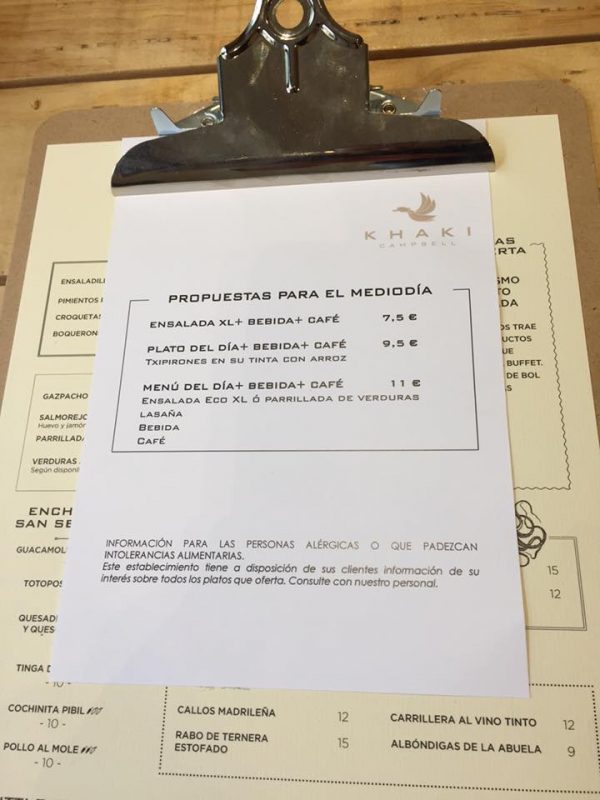 KHAKI
CAMPBELL
PROPUESTAS PARA EL MEDIODÍA
ENSALADA XL+ BEBIDA+ CAFÉ 7,5 €
PLATO DEL DÍA+ BEBIDA+ CAFÉ 9,5 €
TXIPIRONES EN SU TINTA CON ARROZ
MENÚ DEL DÍA+ BEBIDA+ CAFÉ 11 €
ENSALADA ECO XL Ó PARRILLADA DE VERDURAS
LASAÑA
BEBIDA
CAFÉ
INFORMACIÓN PARA LAS PERSONAS ALÉRGICAS O QUE PADEZCAN
INTOLERANCIAS ALIMENTARIAS.
Este establecimiento tiene a disposición de sus clientes información de su
interés sobre todos los platos que oferta. Consulte con nuestro personal.
PIMIENTOS
CROQUETAS
BOQUERON
GAZPACHO
SALMOREJO
Huevo y jamón
PARRILLADA
VERDURAS
Según disponi
ENCH
SAN SE
GUACAMOL
TOTOPOS
QUESAD
Y QUES
TINGA D
- 10 -
COCHINITA PIBIL
- 10 -
POLLO AL MOLE
- 10 -
AS
ERTA
SMO
TO
ADA
OS TRAE
DUCTOS
QUE
BUFFET.
DE BOL
AS
15
12
CALLOS MADRILEÑA 12
RABO DE TERNERA
ESTOFADO 15
CARRILLERA AL VINO TINTO 12
ALBÓNDIGAS DE LA ABUELA 9